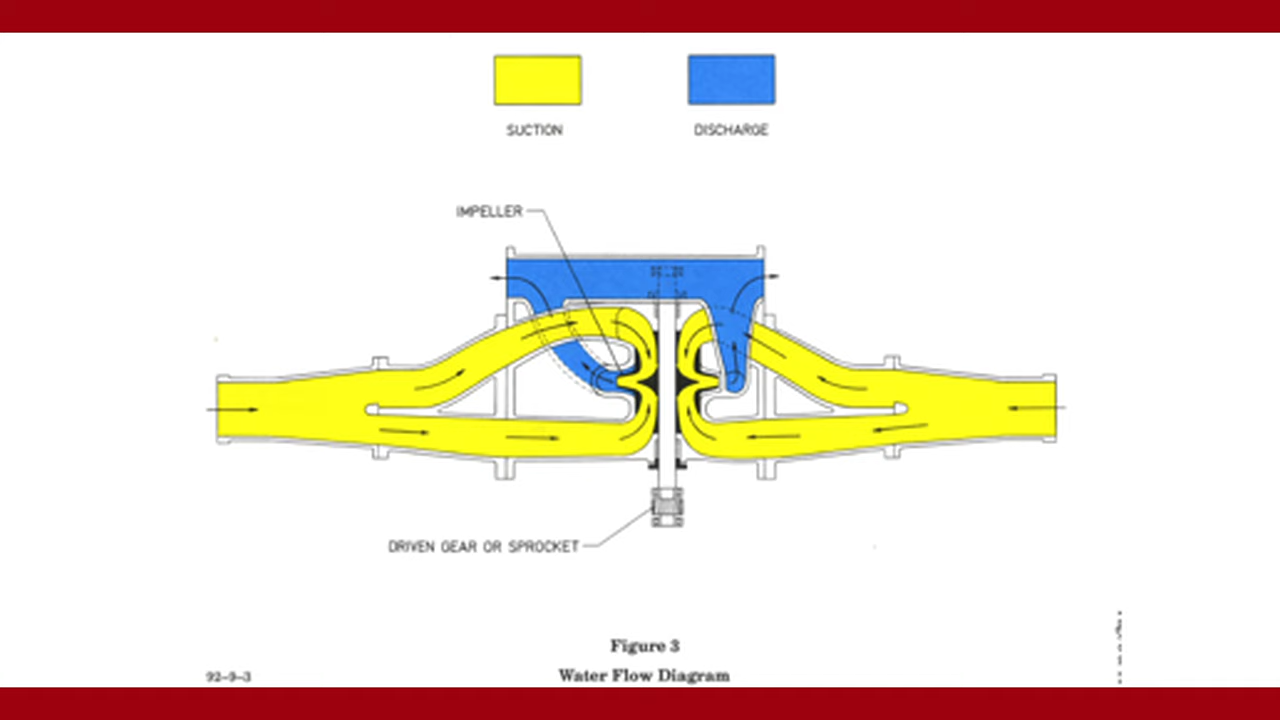 SUCTION
DISCHARGE
IMPELLER
DRIVEN GEAR OR SPROCKET
Figure 3
92-9-3
Water Flow Diagram